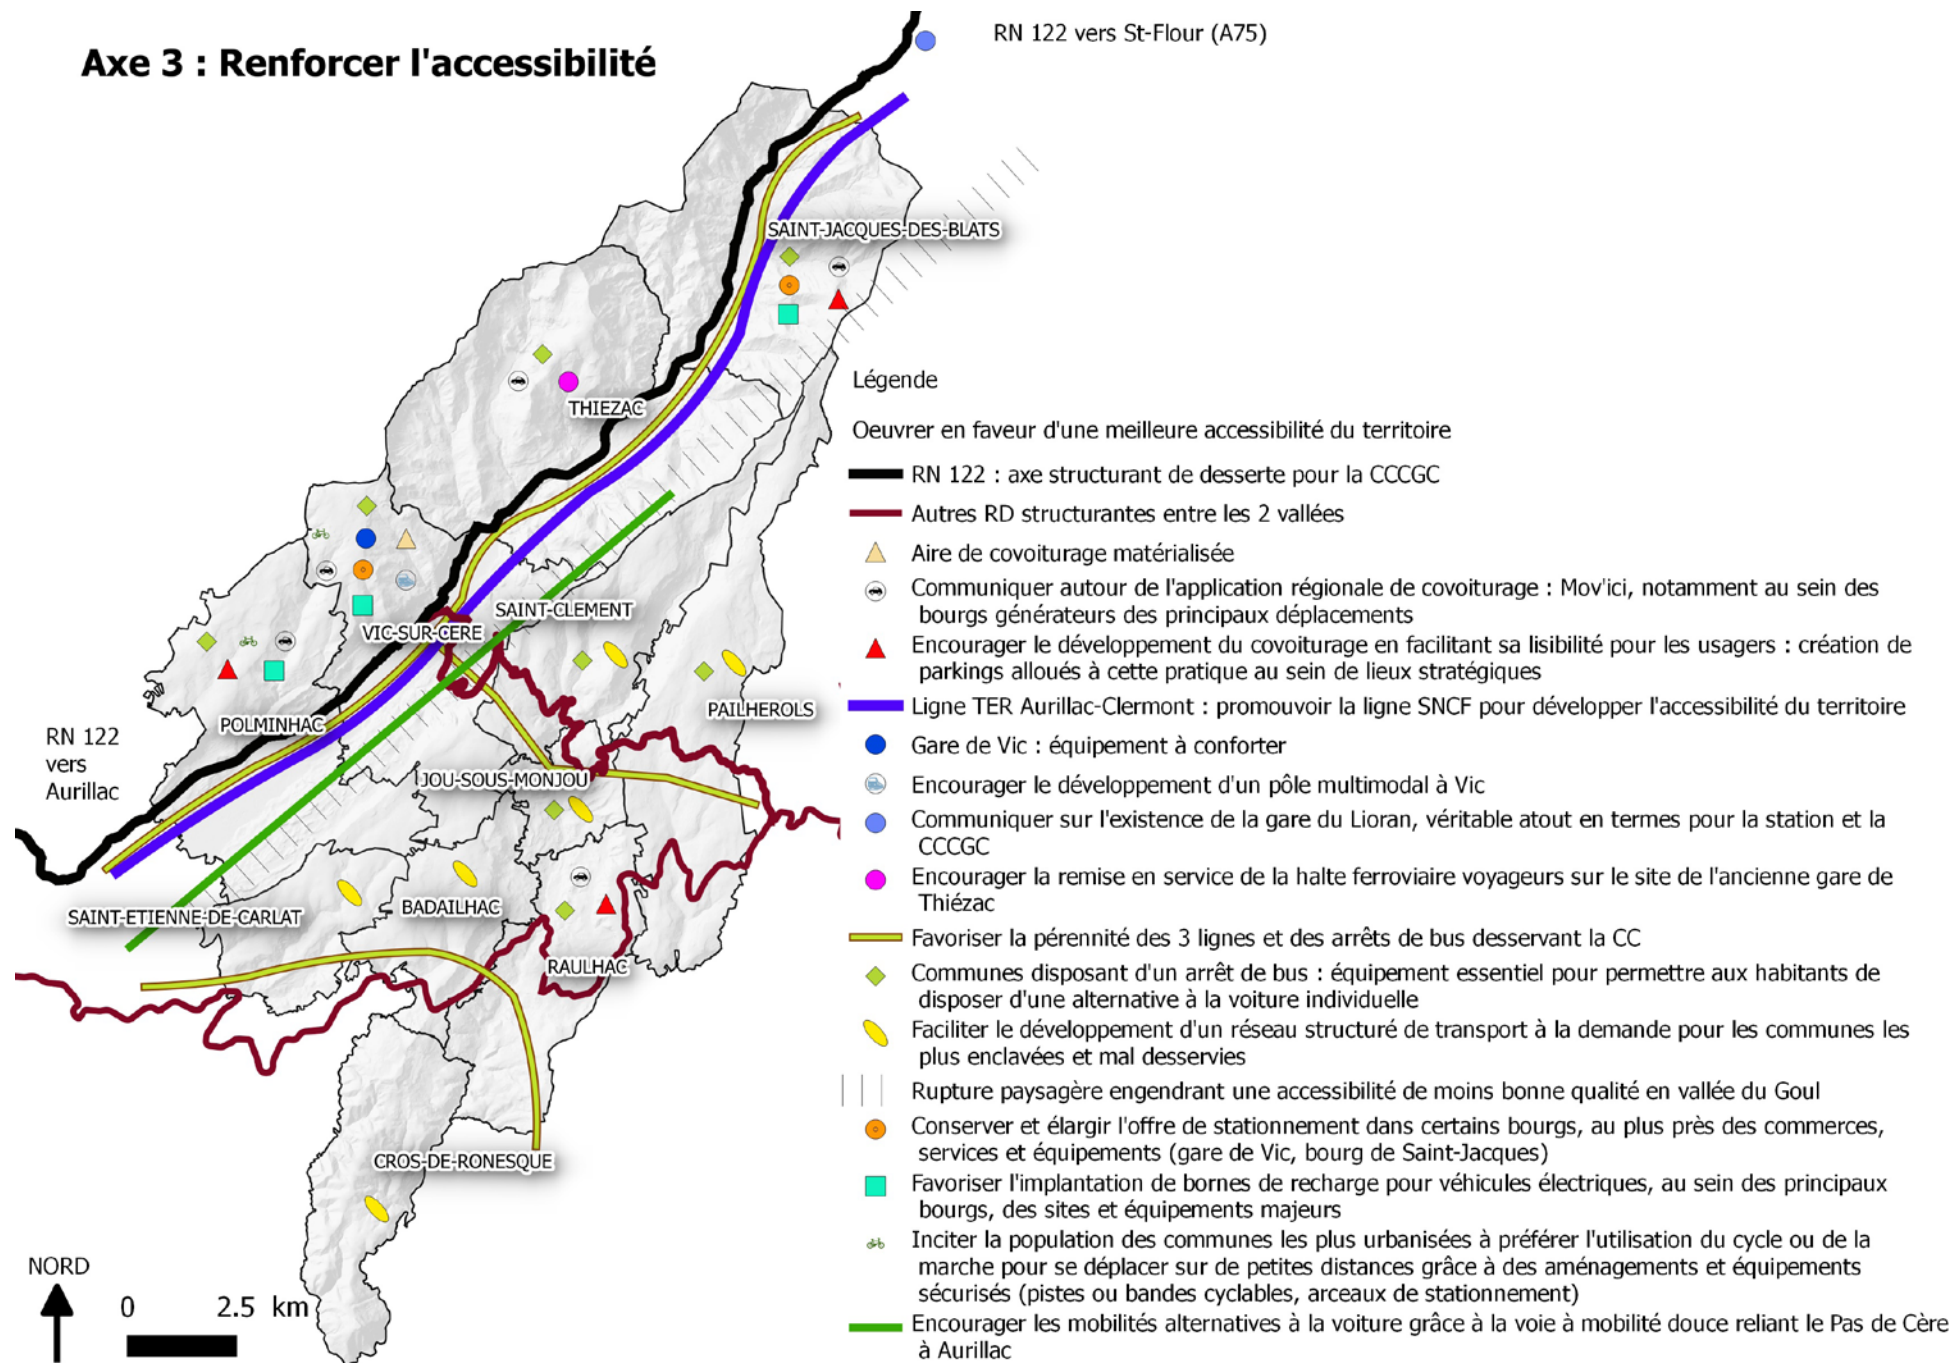 Axe 3 : Renforcer l'accessibilité
RN 122 vers St-Flour (A75)
SAINT-JACQUES-DES-BLATS
THIEZAC
VIC-SUR-CERE
SAINT-CLEMENT
POLMINHAC
PAILHEROLS
RN 122
vers
Aurillac
JOU-SOUS-MONJOU
SAINT-ETIENNE-DE-CARLAT
BADAILHAC
RAULHAC
CROS-DE-RONESQUE
NORD
0 2.5 km
Légende
Oeuvrer en faveur d'une meilleure accessibilité du territoire
RN 122 : axe structurant de desserte pour la CCCGC
Autres RD structurantes entre les 2 vallées
Aire de covoiturage matérialisée
Communiquer autour de l'application régionale de covoiturage : Mov'ici, notamment au sein des
bourgs générateurs des principaux déplacements
Encourager le développement du covoiturage en facilitant sa lisibilité pour les usagers : création de
parkings alloués à cette pratique au sein de lieux stratégiques
Ligne TER Aurillac-Clermont : promouvoir la ligne SNCF pour développer l'accessibilité du territoire
Gare de Vic : équipement à conforter
Encourager le développement d'un pôle multimodal à Vic
Communiquer sur l'existence de la gare du Lioran, véritable atout en termes pour la station et la
CCCGC
Encourager la remise en service de la halte ferroviaire voyageurs sur le site de l'ancienne gare de
Thiézac
Favoriser la pérennité des 3 lignes et des arrêts de bus desservant la CC
Communes disposant d'un arrêt de bus : équipement essentiel pour permettre aux habitants de
disposer d'une alternative à la voiture individuelle
Faciliter le développement d'un réseau structuré de transport à la demande pour les communes les
plus enclavées et mal desservies
Rupture paysagère engendrant une accessibilité de moins bonne qualité en vallée du Goul
Conserver et élargir l'offre de stationnement dans certains bourgs, au plus près des commerces,
services et équipements (gare de Vic, bourg de Saint-Jacques)
Favoriser l'implantation de bornes de recharge pour véhicules électriques, au sein des principaux
bourgs, des sites et équipements majeurs
Inciter la population des communes les plus urbanisées à préférer l'utilisation du cycle ou de la
marche pour se déplacer sur de petites distances grâce à des aménagements et équipements
sécurisés (pistes ou bandes cyclables, arceaux de stationnement)
Encourager les mobilités alternatives à la voiture grâce à la voie à mobilité douce reliant le Pas de Cère
à Aurillac